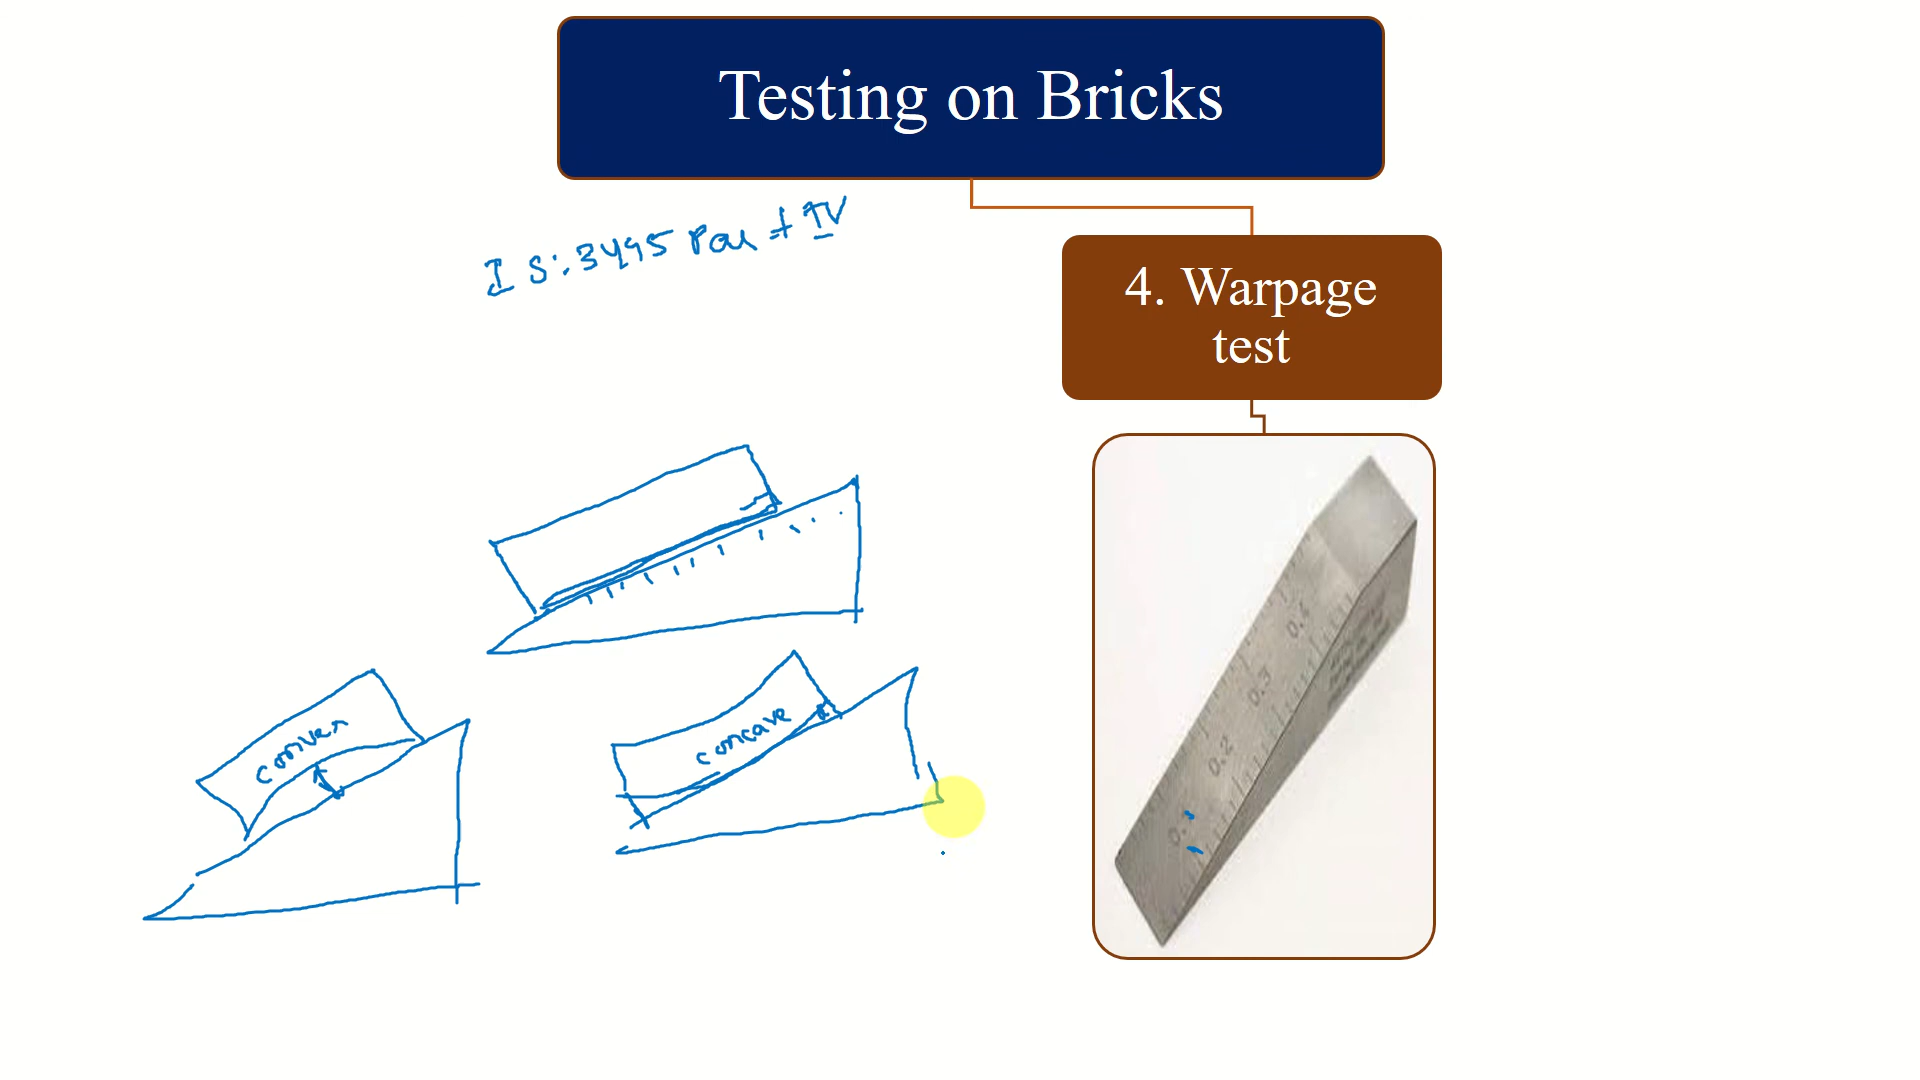 Testing on Bricks
IS:3495 Part IV
4. Warpage
test
convex
concave
0.4
0.3
0.2
0.1